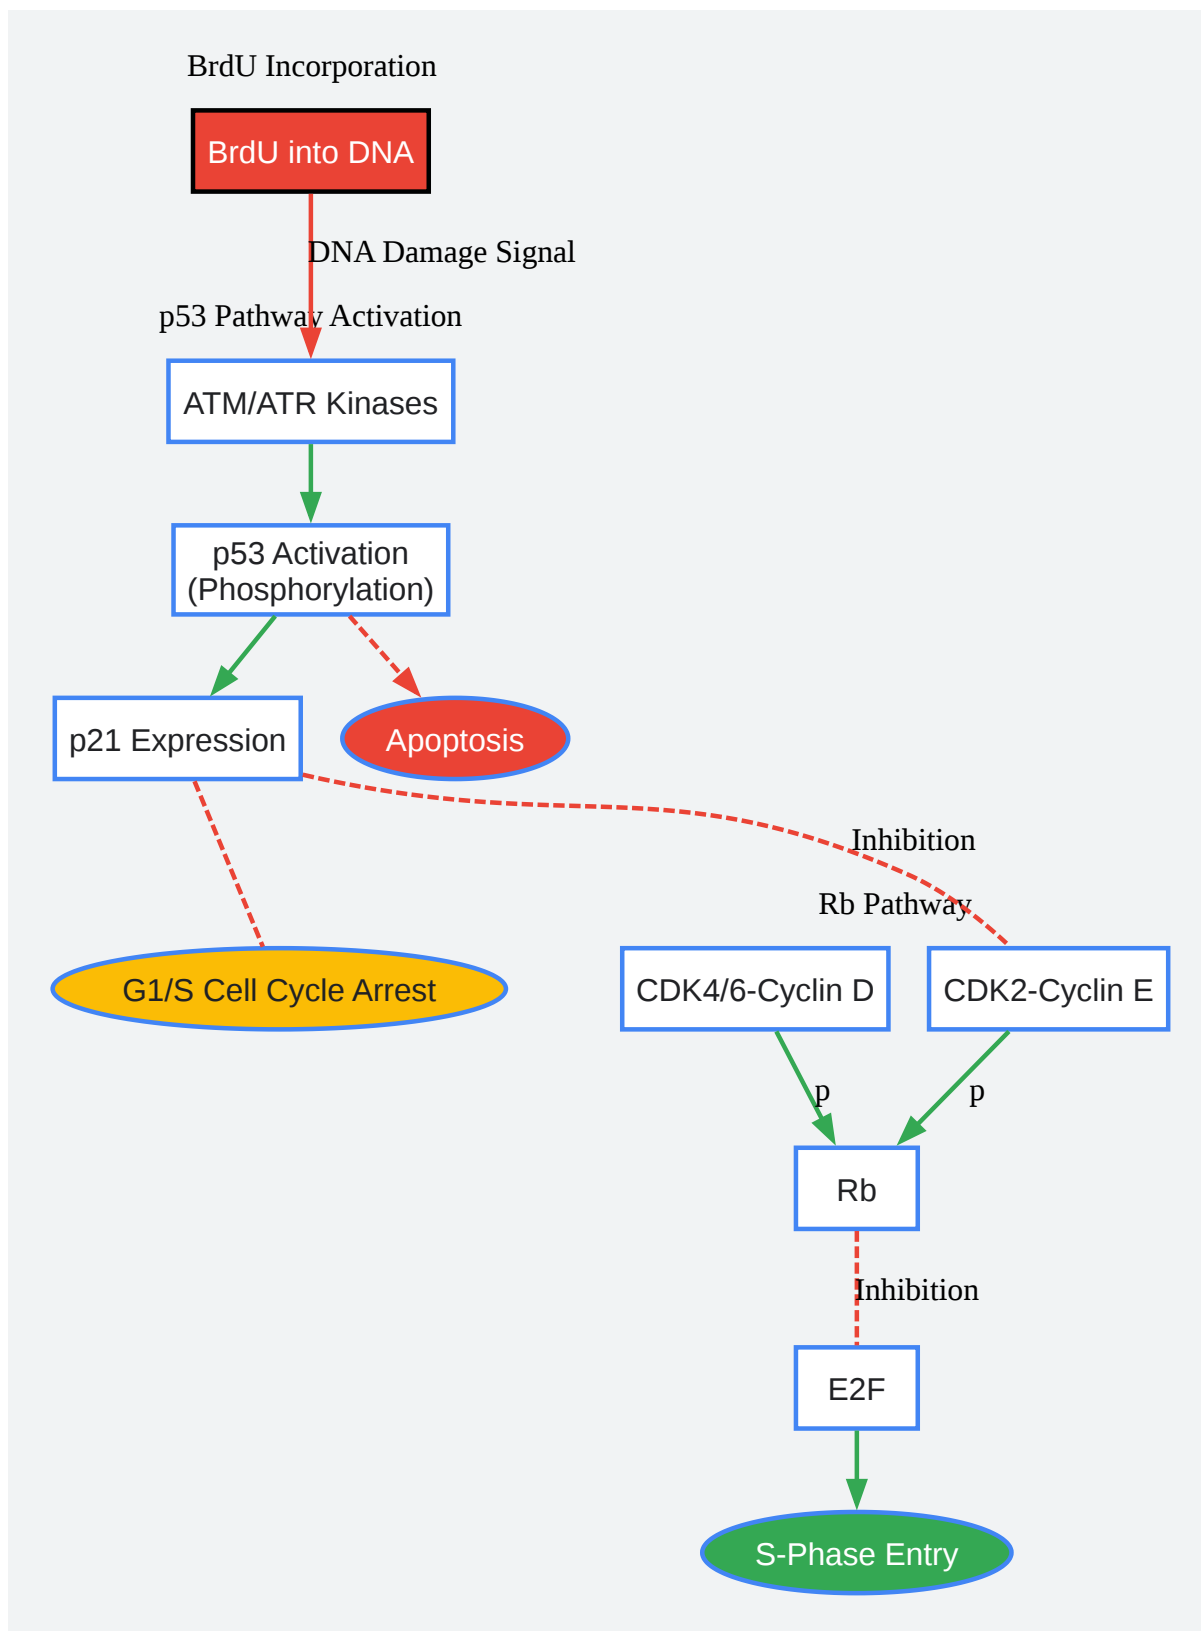 BrdU Incorporation
BrdU into DNA
DNA Damage Signal
p53 Pathway Activation
ATM/ATR Kinases
p53 Activation
(Phosphorylation)
p21 Expression
Apoptosis
Inhibition
Rb Pathway
G1/S Cell Cycle Arrest
CDK4/6-Cyclin D
CDK2-Cyclin E
p
p
Rb
Inhibition
E2F
S-Phase Entry